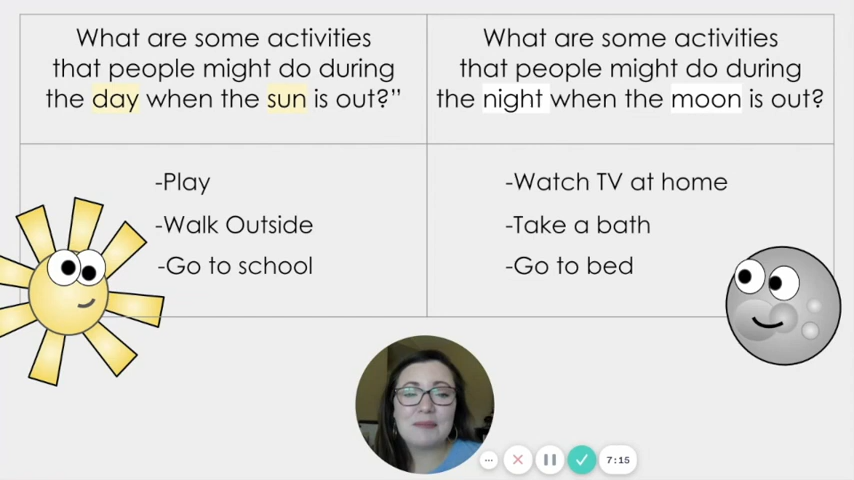 What are some activities
that people might do during
the day when the sun is out?”
What are some activities
that people might do during
the night when the moon is out?
-Play
-Walk Outside
-Go to school
-Watch TV at home
-Take a bath
-Go to bed
7:15